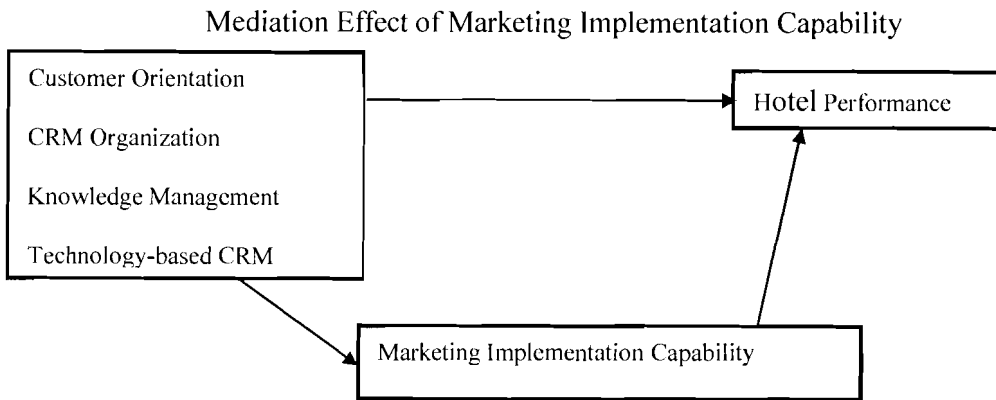 Mediation Effect of Marketing Implementation Capability
Customer Orientation
CRM Organization
Knowledge Management
Technology-based CRM
Hotel Performance
Marketing Implementation Capability